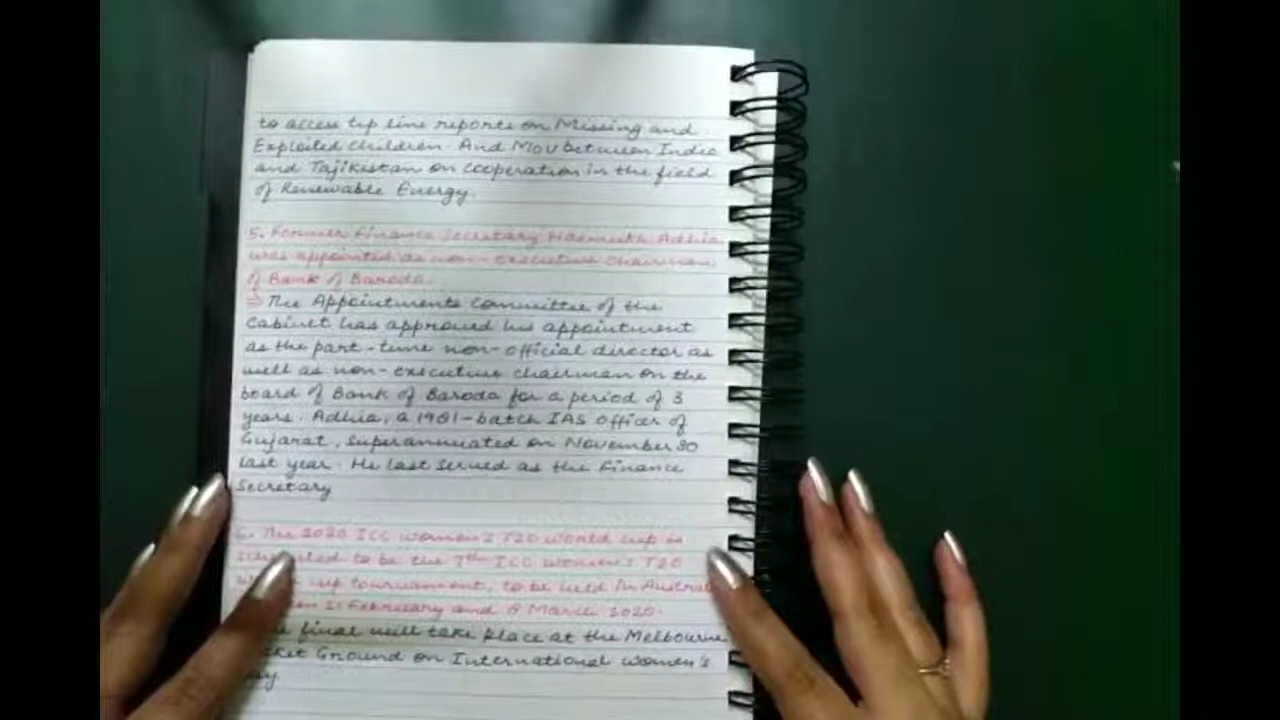 to access tip line reports on Missing and
Exploited children. And MoU between India
and Tajikistan on cooperation in the field
of Renewable Energy.
5. Former Finance Secretary Hasmukh Adhia
was appointed as non-executive chairman
of Bank of Baroda.
⇒ The Appointments Committee of the
Cabinet has approved his appointment
as the part-time non-official director as
well as non-executive chairman on the
board of Bank of Baroda for a period of 3
years. Adhia, a 1981-batch IAS officer of
Gujarat, superannuated on November 30
last year. He last served as the Finance
Secretary
6. The 2020 ICC women's T20 world cup is
to be the 7th ICC women's T20
cup tournament, to be held in
February and 8 March 2020.
final will take place at the Melbourne
Ground on International women's